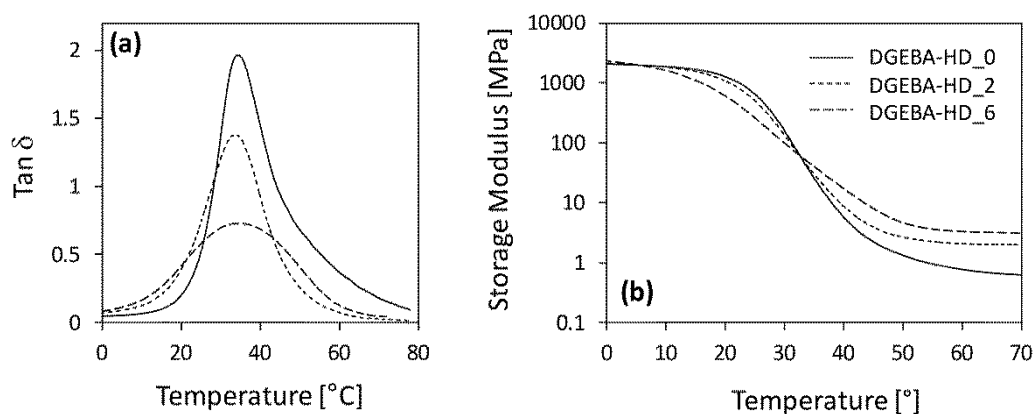 (a)
2
1.5
1
0.5
0
Tan δ
0 20 40 60 80
Temperature [°C]
10000
1000
100
10
1
0.1
Storage Modulus [MPa]
DGEBA-HD_0
DGEBA-HD_2
DGEBA-HD_6
(b)
0 10 20 30 40 50 60 70
Temperature [°]